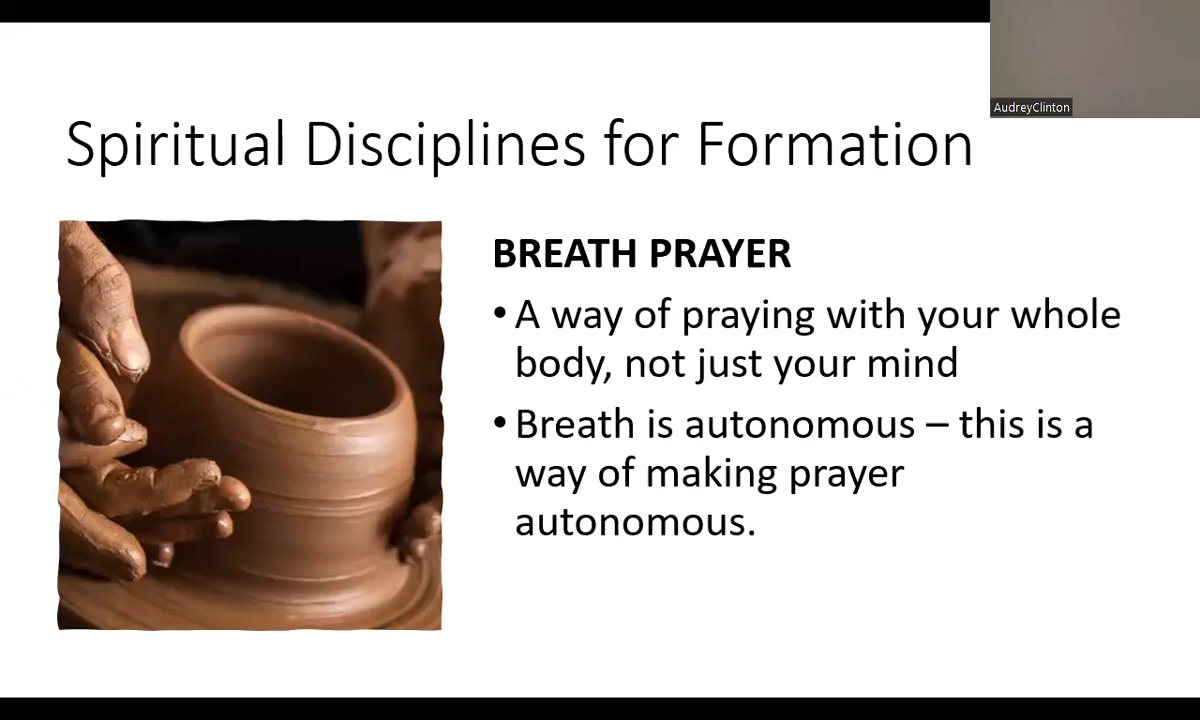 AudreyClinton
Spiritual Disciplines for Formation
BREATH PRAYER
• A way of praying with your whole
body, not just your mind
• Breath is autonomous – this is a
way of making prayer
autonomous.